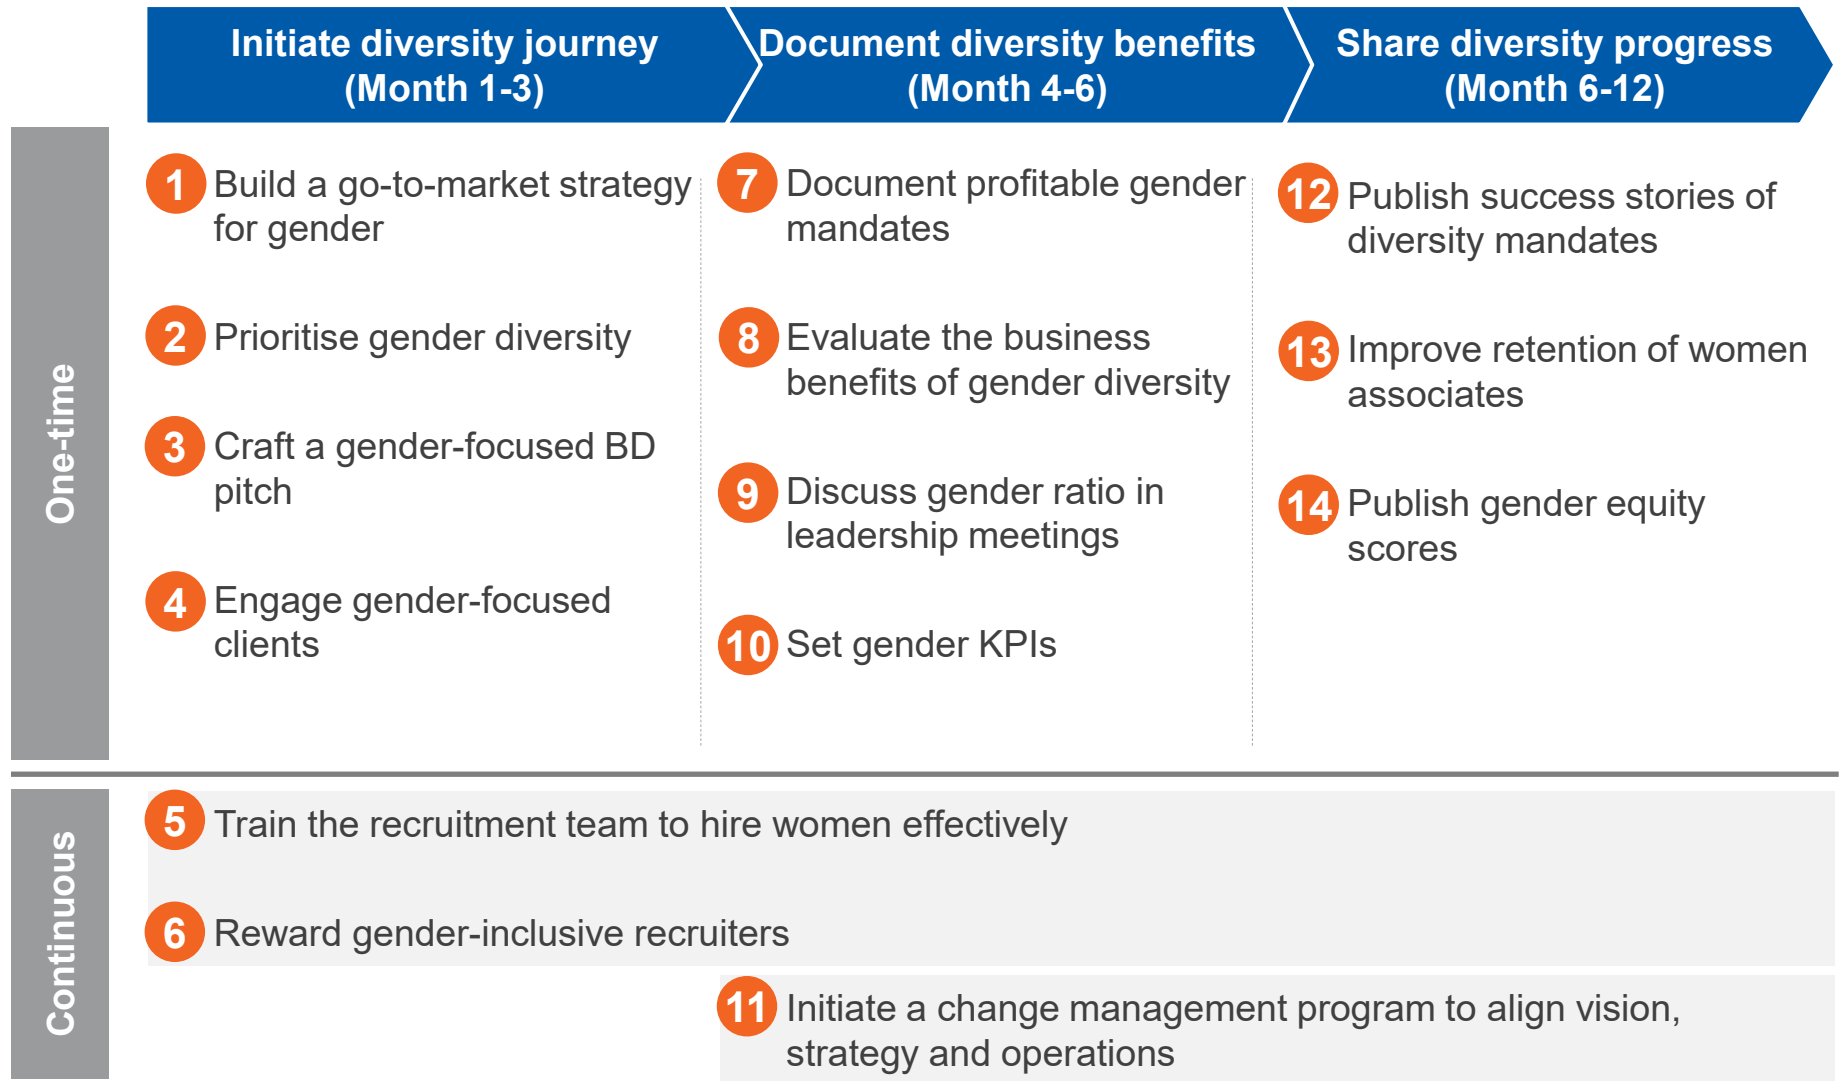 Initiate diversity journey
(Month 1-3)
Document diversity benefits
(Month 4-6)
Share diversity progress
(Month 6-12)
One-time
1 Build a go-to-market strategy
for gender
2 Prioritise gender diversity
3 Craft a gender-focused BD
pitch
4 Engage gender-focused
clients
7 Document profitable gender
mandates
8 Evaluate the business
benefits of gender diversity
9 Discuss gender ratio in
leadership meetings
10 Set gender KPIs
12 Publish success stories of
diversity mandates
13 Improve retention of women
associates
14 Publish gender equity
scores
Continuous
5 Train the recruitment team to hire women effectively
6 Reward gender-inclusive recruiters
11 Initiate a change management program to align vision,
strategy and operations